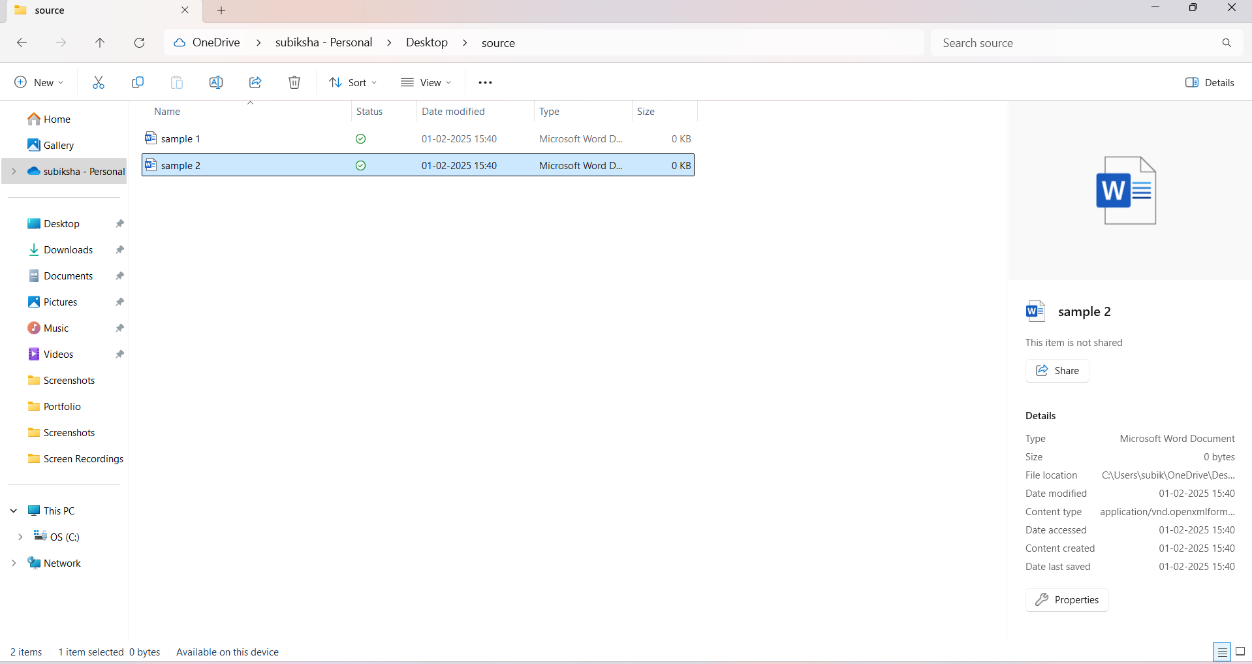 source
OneDrive > subiksha - Personal > Desktop > source
Search source
New
Sort
View
Details
Home
Gallery
subiksha - Personal
Desktop
Downloads
Documents
Pictures
Music
Videos
Screenshots
Portfolio
Screenshots
Screen Recordings
This PC
OS (C:)
Network
Name Status Date modified Type Size
sample 1 01-02-2025 15:40 Microsoft Word D... 0 KB
sample 2 01-02-2025 15:40 Microsoft Word D... 0 KB
W
W
sample 2
This item is not shared
Share
Details
Type Microsoft Word Document
Size 0 bytes
File location C:\Users\subik\OneDrive\Des...
Date modified 01-02-2025 15:40
Content type application/vnd.openxmlform...
Date accessed 01-02-2025 15:40
Content created 01-02-2025 15:40
Date last saved 01-02-2025 15:40
Properties
2 items 1 item selected 0 bytes Available on this device